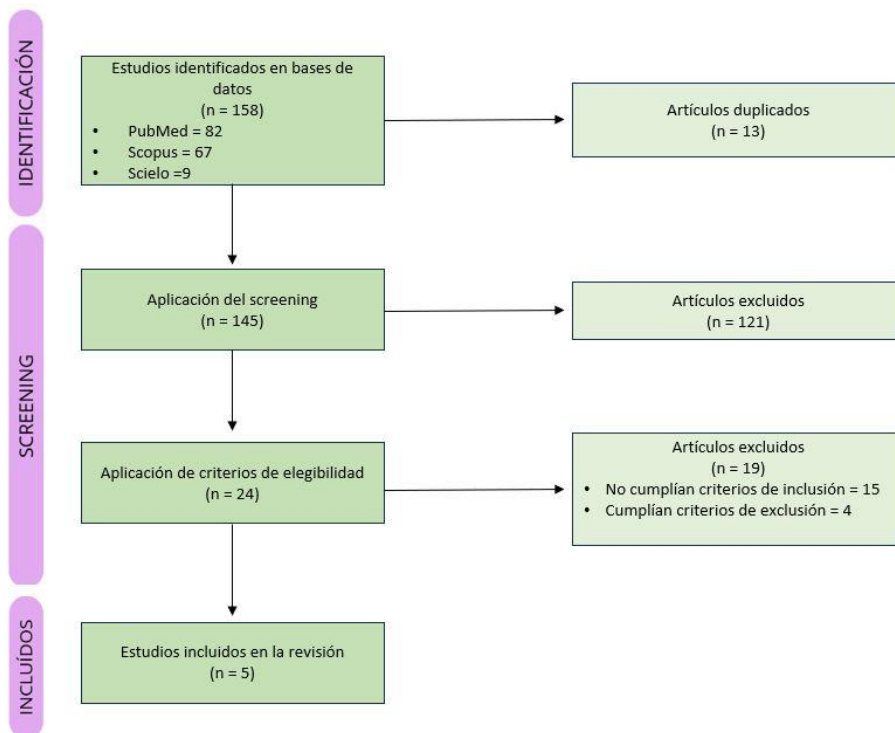 IDENTIFICACIÓN
Estudios identificados en bases de
datos
(n = 158)
• PubMed = 82
• Scopus = 67
• Scielo =9
Artículos duplicados
(n = 13)
SCREENING
Aplicación del screening
(n = 145)
Artículos excluidos
(n = 121)
Aplicación de criterios de elegibilidad
(n = 24)
Artículos excluidos
(n = 19)
• No cumplían criterios de inclusión = 15
• Cumplían criterios de exclusión = 4
INCLUÍDOS
Estudios incluidos en la revisión
(n = 5)